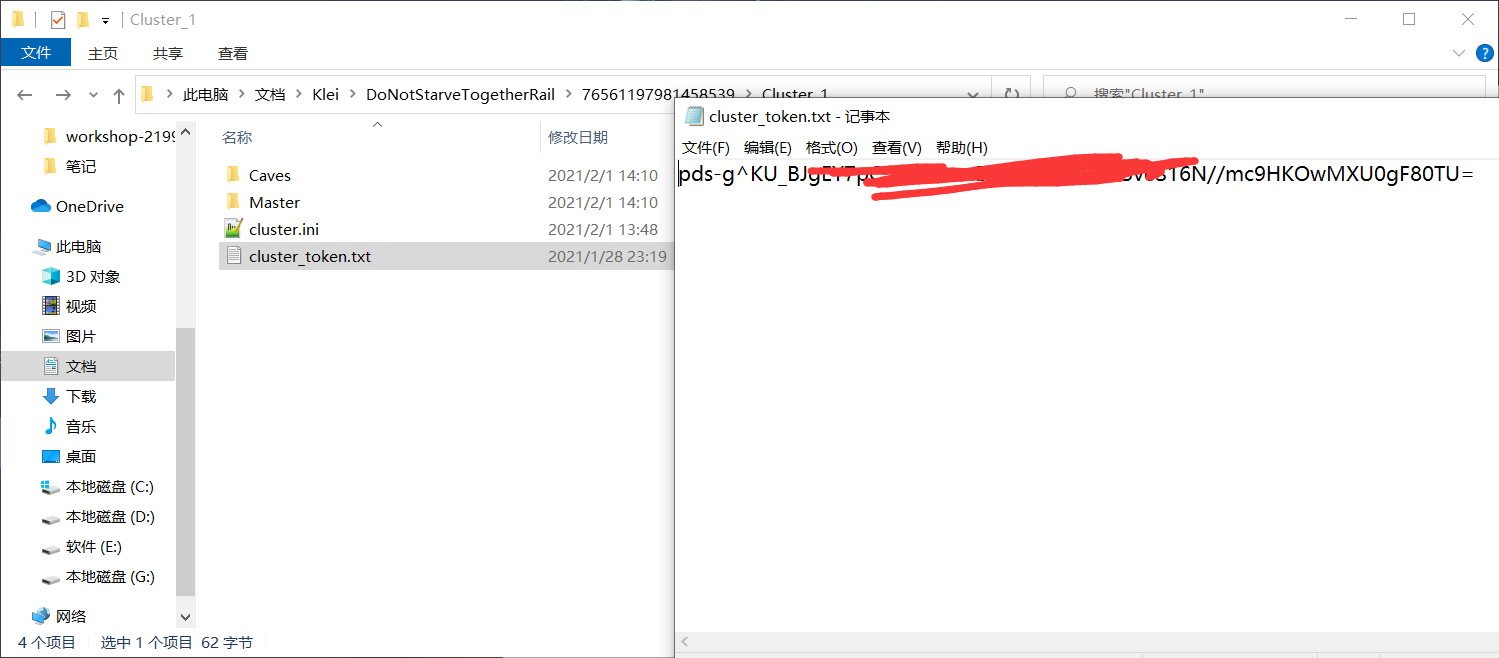 Cluster_1
文件 主页 共享 查看
此电脑 文档 Klei DoNotStarveTogetherRail 76561197981458539 Cluster_1
搜索"Cluster_1"
workshop-2199
笔记
OneDrive
此电脑
3D 对象
视频
图片
文档
下载
音乐
桌面
本地磁盘 (C:)
本地磁盘 (D:)
软件 (E:)
本地磁盘 (G:)
网络
名称 修改日期
Caves 2021/2/1 14:10
Master 2021/2/1 14:10
cluster.ini 2021/2/1 13:48
cluster_token.txt 2021/1/28 23:19
cluster_token.txt - 记事本
文件(F) 编辑(E) 格式(O) 查看(V) 帮助(H)
pds-g^KU_BJgEY7p 316N//mc9HKOwMXU0gF80TU=
4 个项目 选中 1 个项目 62 字节